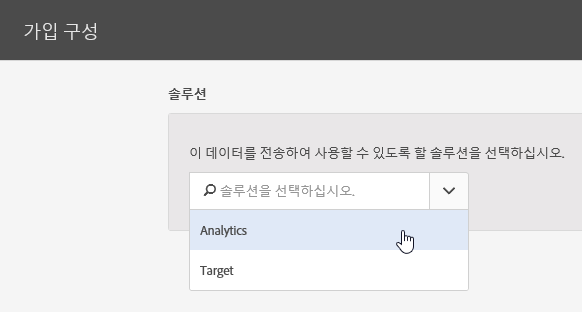 가입 구성
솔루션
이 데이터를 전송하여 사용할 수 있도록 할 솔루션을 선택하십시오.
솔루션을 선택하십시오.
Analytics
Target